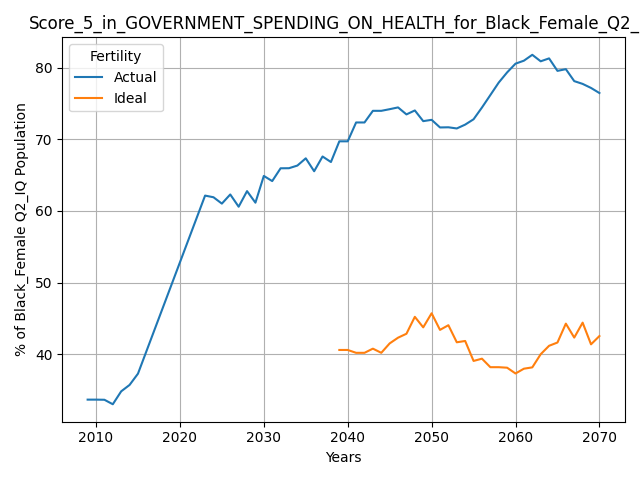 Score_5_in_GOVERNMENT_SPENDING_ON_HEALTH_for_Black_Female_Q2_
Fertility
Actual
Ideal
% of Black_Female Q2_IQ Population
80
70
60
50
40
2010 2020 2030 2040 2050 2060 2070
Years